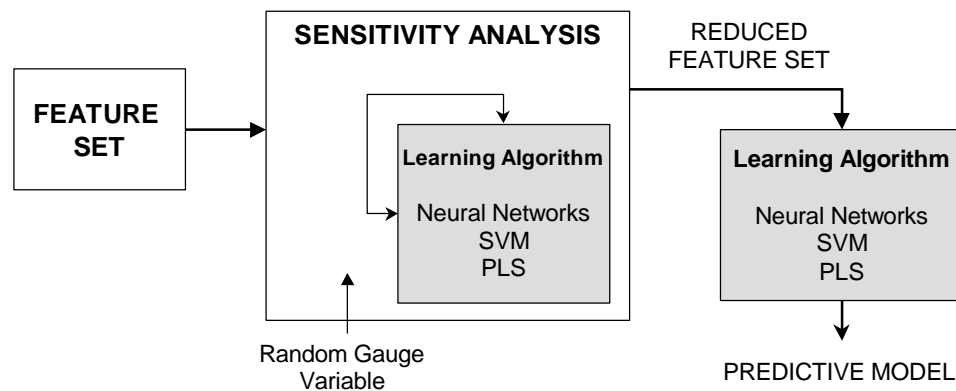 FEATURE
SET
SENSITIVITY ANALYSIS
Learning Algorithm
Neural Networks
SVM
PLS
Random Gauge
Variable
REDUCED
FEATURE SET
Learning Algorithm
Neural Networks
SVM
PLS
PREDICTIVE MODEL